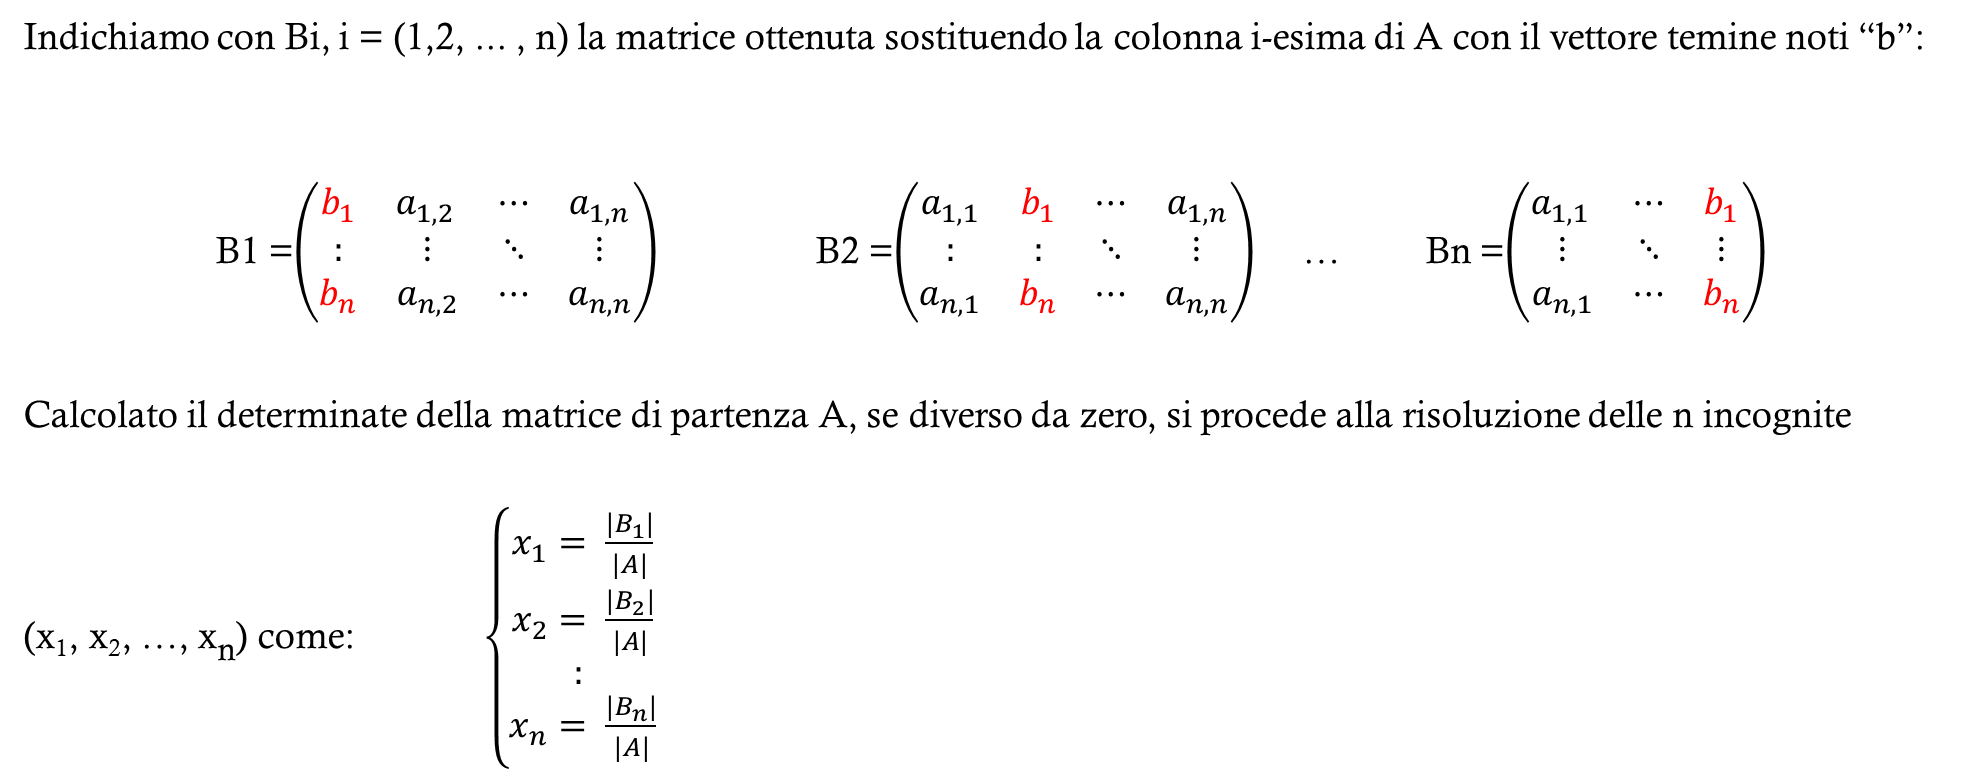 Indichiamo con Bi, i = (1,2, … , n) la matrice ottenuta sostituendo la colonna i-esima di A con il vettore temine noti “b”:
b₁ a₁,₂ ⋯ a₁,ₙ a₁,₁ b₁ ⋯ a₁,ₙ a₁,₁ ⋯ b₁
B1 = ( : ⋮ ⋱ ⋮ ) B2 = ( : : ⋱ ⋮ ) … Bn = ( ⋮ ⋱ ⋮ )
bₙ aₙ,₂ ⋯ aₙ,ₙ aₙ,₁ bₙ ⋯ aₙ,ₙ aₙ,₁ ⋯ bₙ
Calcolato il determinate della matrice di partenza A, se diverso da zero, si procede alla risoluzione delle n incognite
(x₁, x₂, …, xₙ) come:
x₁ = |B₁| / |A|
x₂ = |B₂| / |A|
:
xₙ = |Bₙ| / |A|